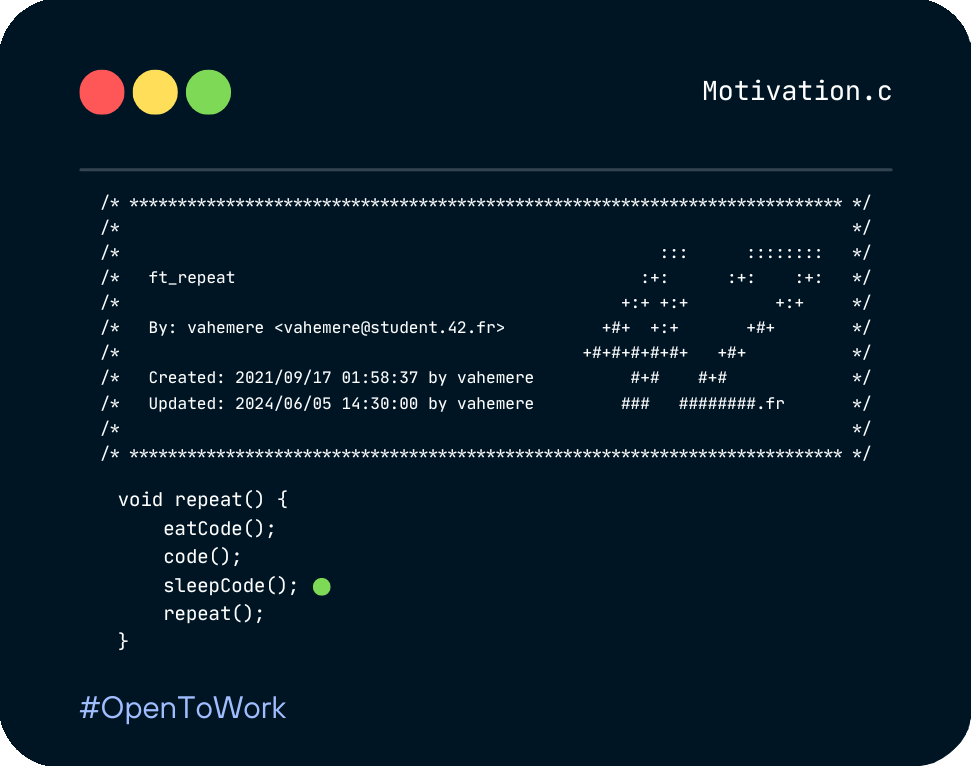 Motivation.c
/* ************************************************************************** */
/*                                                                            */
/*                                                        :::      ::::::::   */
/*   ft_repeat                                          :+:      :+:    :+:   */
/*                                                    +:+ +:+         +:+     */
/*   By: vahemere <vahemere@student.42.fr>          +#+  +:+       +#+        */
/*                                                +#+#+#+#+#+   +#+           */
/*   Created: 2021/09/17 01:58:37 by vahemere          #+#    #+#             */
/*   Updated: 2024/06/05 14:30:00 by vahemere         ###   ########.fr       */
/*                                                                            */
/* ************************************************************************** */
void repeat() {
    eatCode();
    code();
    sleepCode();
    repeat();
}
#OpenToWork